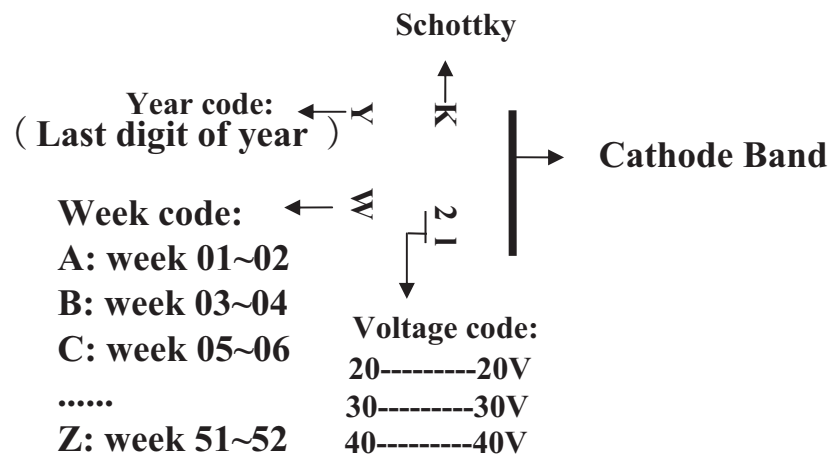 Schottky
Year code:
（Last digit of year ）
Y
K
Cathode Band
Week code:
W
2 1
A: week 01~02
B: week 03~04
C: week 05~06
......
Z: week 51~52
Voltage code:
20---------20V
30---------30V
40---------40V